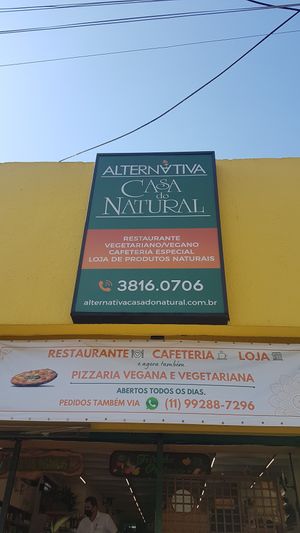 ALTERNATIVA
CASA
do
NATURAL
RESTAURANTE
VEGETARIANO/VEGANO
CAFETERIA ESPECIAL
LOJA DE PRODUTOS NATURAIS
3816.0706
alternativacasadonatural.com.br
RESTAURANTE CAFETERIA LOJA
e agora também
PIZZARIA VEGANA E VEGETARIANA
ABERTOS TODOS OS DIAS.
PEDIDOS TAMBÉM VIA (11) 99288-7296